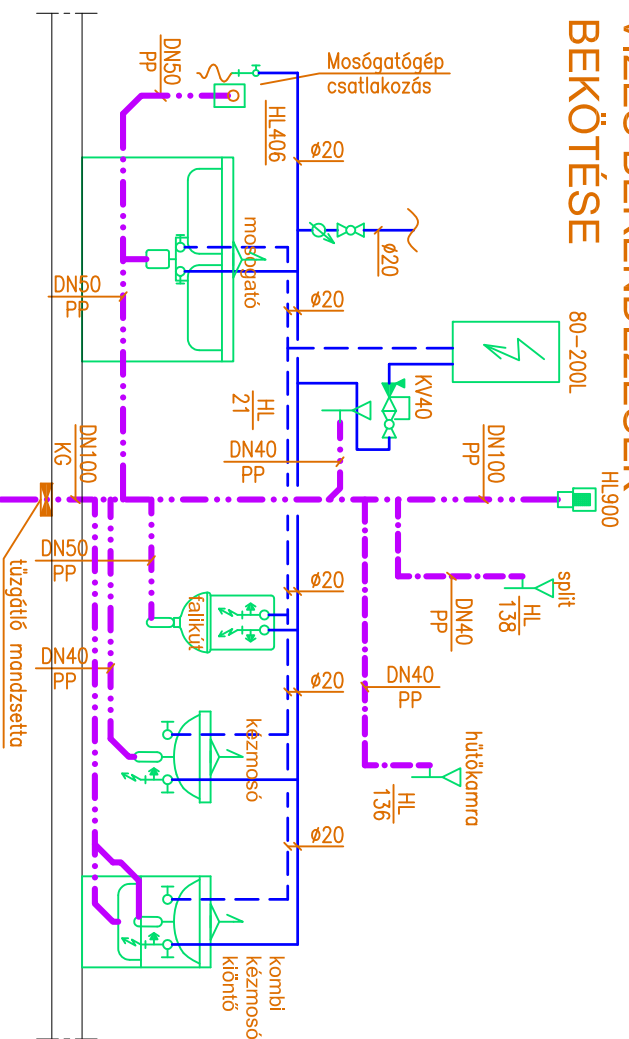 BEKÖTÉSE
DN50
PP
Mosógatógép
csatlakozás
HL406
ø20
ø20
80-200L
HL900
mosogató
ø20
KV40
HL
21
DN50
PP
DN40
PP
DN100
PP
DN100
KG
split
HL
138
DN40
PP
DN50
PP
falikút
ø20
DN40
PP
tűzgátló mandzsetta
DN40
PP
kézmosó
ø20
hűtőkamra
HL
136
ø20
kombi
kézmosó
kiöntő